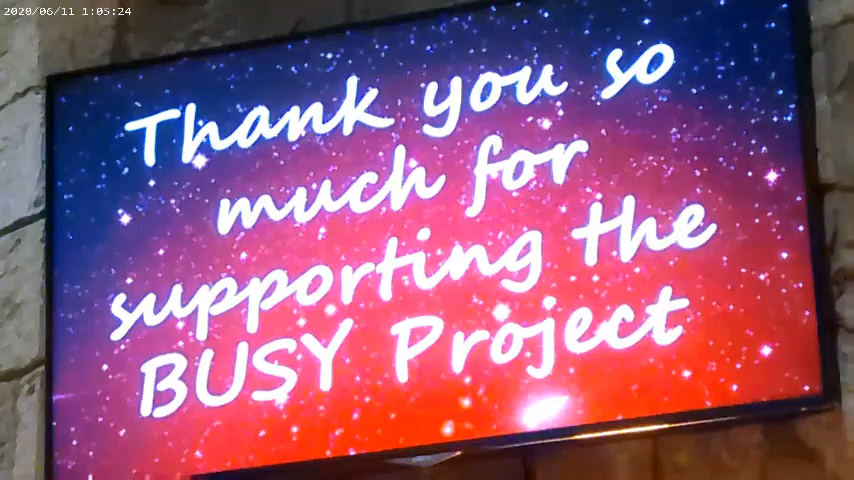 2020/06/11 1:05:24
Thank you so
much for
supporting the
BUSY Project